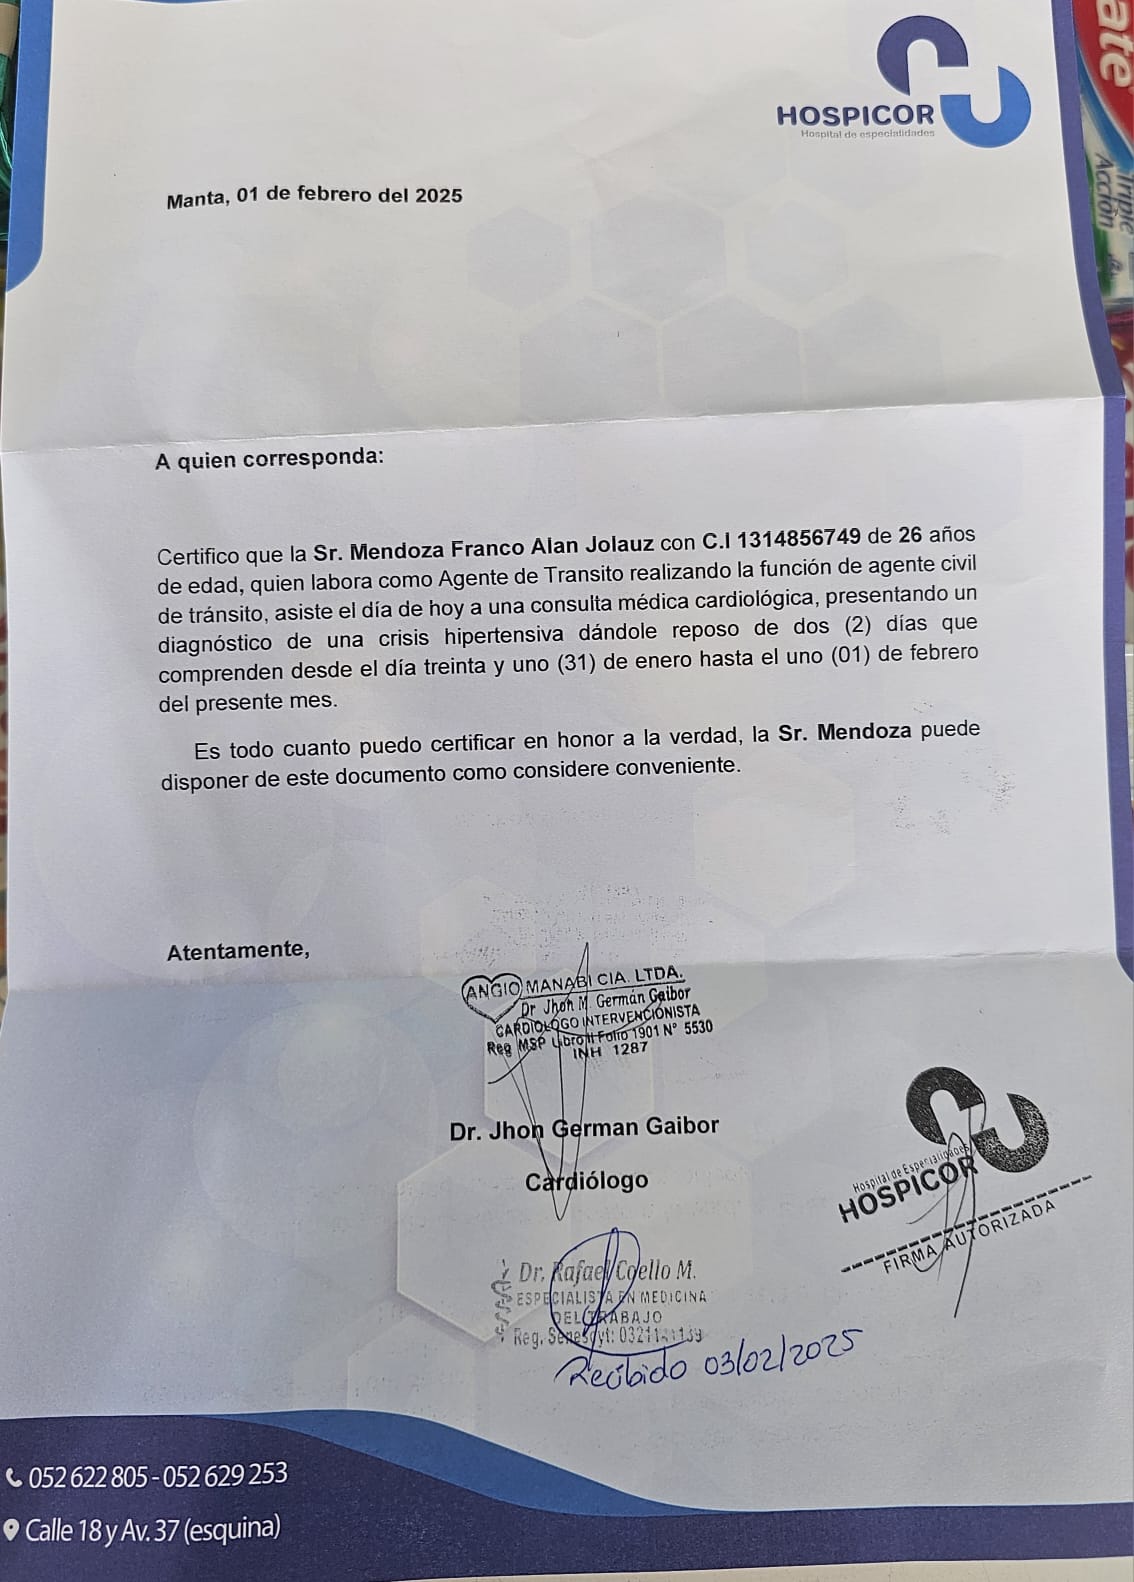 HOSPICOR
Hospital de especialidades
ate
Triple
Acción
Manta, 01 de febrero del 2025
A quien corresponda:
Certifico que la Sr. Mendoza Franco Alan Jolauz con C.I 1314856749 de 26 años
de edad, quien labora como Agente de Transito realizando la función de agente civil
de tránsito, asiste el día de hoy a una consulta médica cardiológica, presentando un
diagnóstico de una crisis hipertensiva dándole reposo de dos (2) días que
comprenden desde el día treinta y uno (31) de enero hasta el uno (01) de febrero
del presente mes.
Es todo cuanto puedo certificar en honor a la verdad, la Sr. Mendoza puede
disponer de este documento como considere conveniente.
Atentamente,
ANGIO MANABI CIA. LTDA.
Dr Jhon M. Germán Gaibor
CARDIOLOGO INTERVENCIONISTA
Reg MSP Libro II Folio 1901 N° 5530
INH 1287
Dr. Jhon German Gaibor
Cardiólogo
Hospital de Especialidades
HOSPICOR
FIRMA AUTORIZADA
Dr. Rafael Coello M.
ESPECIALISTA EN MEDICINA
DEL TRABAJO
Reg. Senescyt:
Recibido 03/02/2025
052 622 805 - 052 629 253
Calle 18 y Av. 37 (esquina)